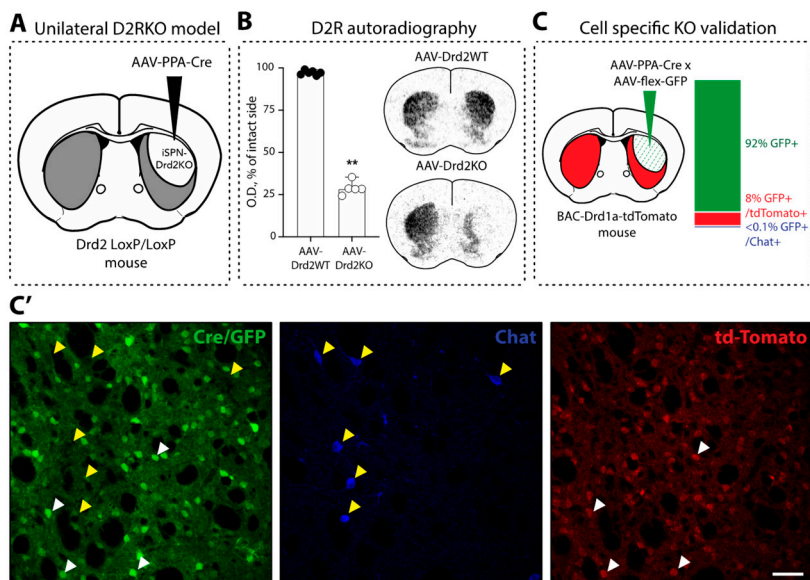 A Unilateral D2RKO model
AAV-PPA-Cre
iSPN-
Drd2KO
Drd2 LoxP/LoxP
mouse
B D2R autoradiography
O.D., % of intact side
100
75
50
25
0
**
AAV-
Drd2WT
AAV-
Drd2KO
AAV-Drd2WT
AAV-Drd2KO
C Cell specific KO validation
AAV-PPA-Cre x
AAV-flex-GFP
BAC-Drd1a-tdTomato
mouse
92% GFP+
8% GFP+
/tdTomato+
<0.1% GFP+
/Chat+
C’
Cre/GFP
Chat
td-Tomato